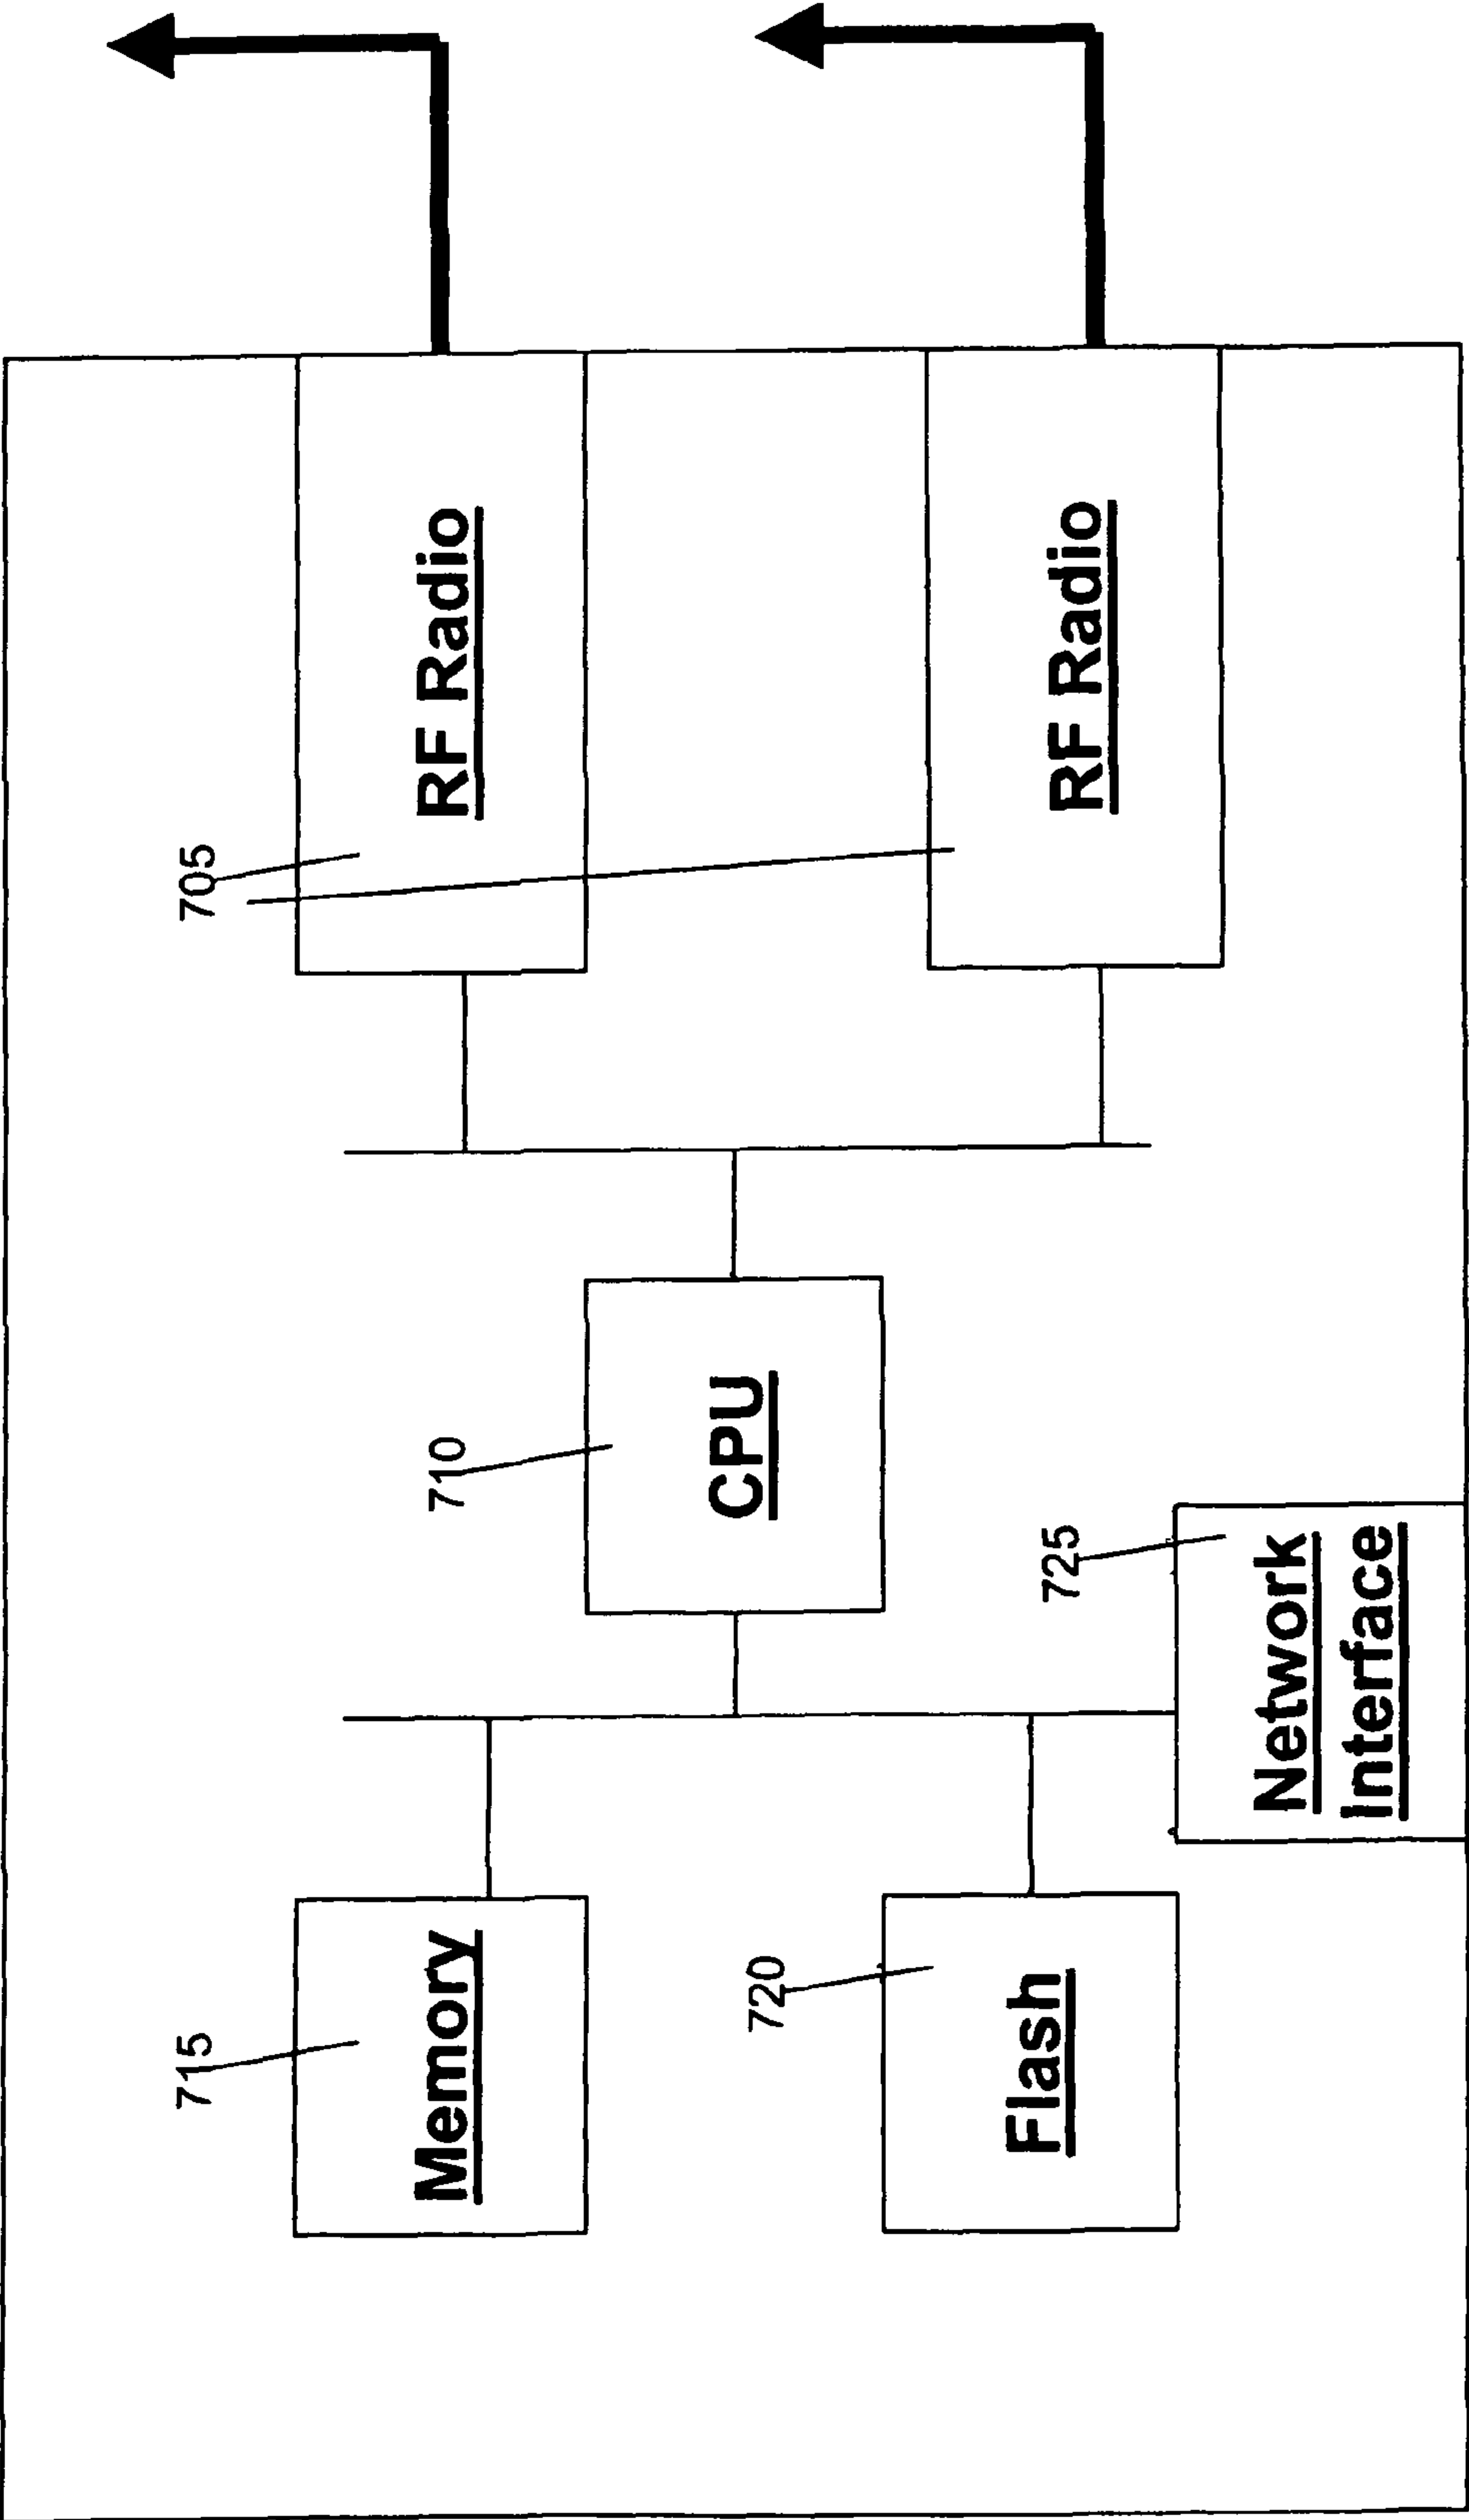 715
Memory
720
Flash
710
CPU
725
Network
Interface
705
RF Radio
RF Radio